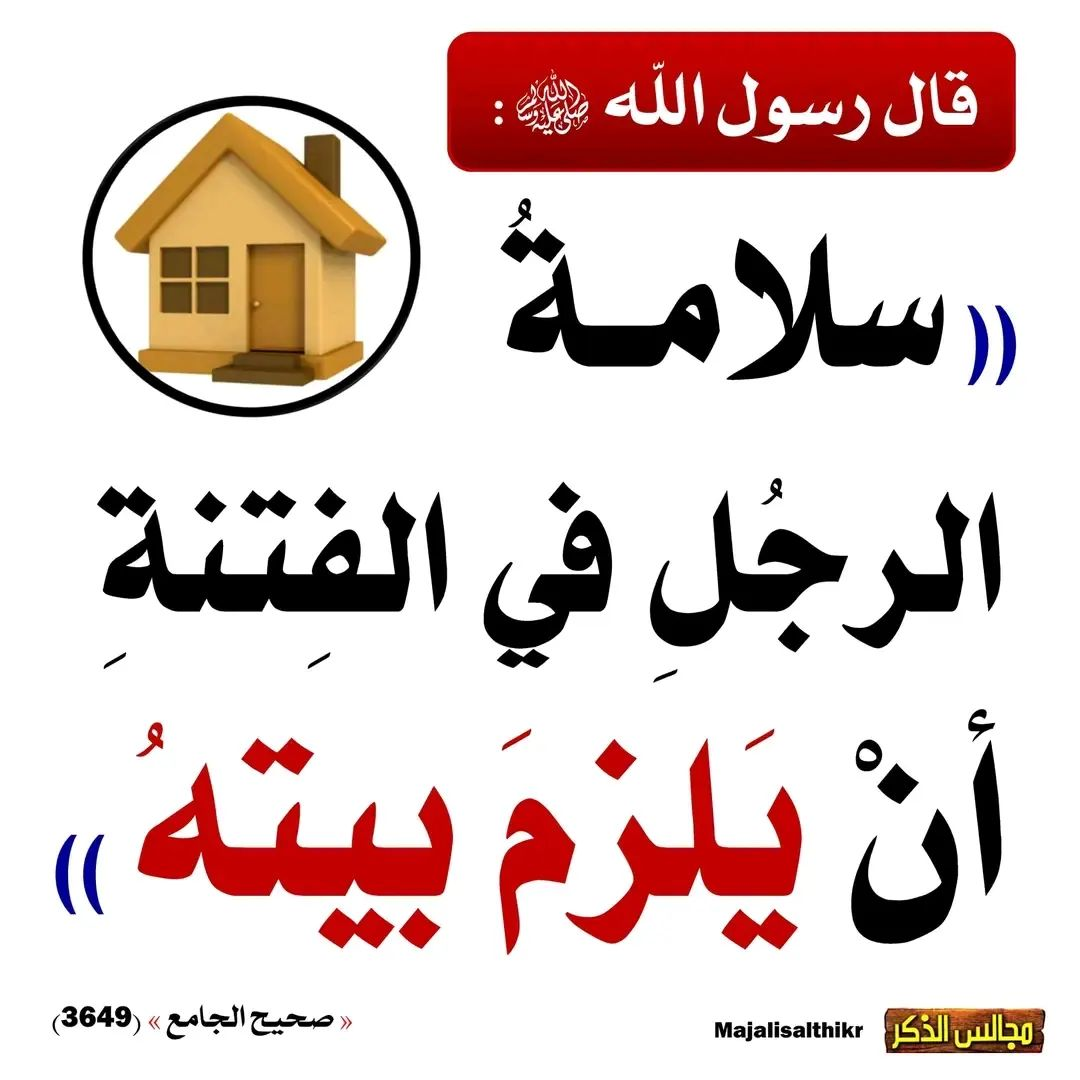 قال رسول الله ﷺ :
(( سلامـةُ
الرجُلِ في الفِتنةِ
أنْ يَلزمَ بيتهُ ))
« صحيح الجامع » (3649)
Majalisalthikr مجالس الذكر